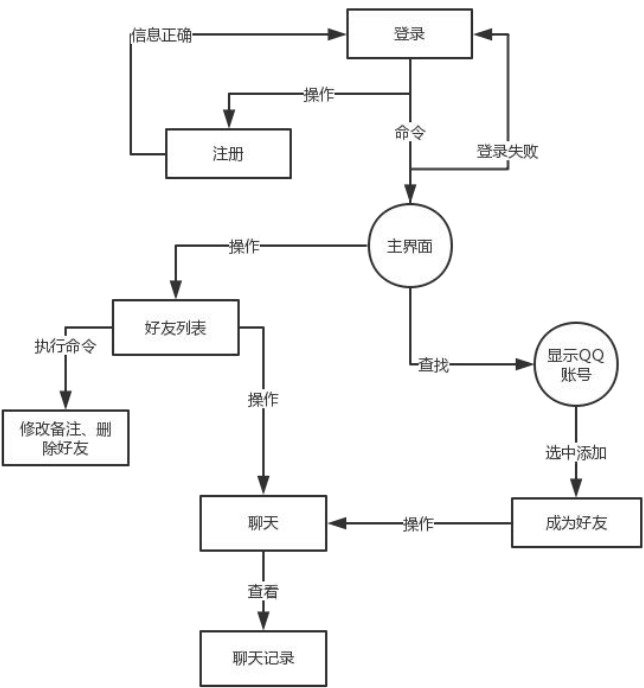 信息正确
登录
操作
命令
注册
登录失败
主界面
操作
好友列表
执行命令
查找
显示QQ
账号
操作
修改备注、删
除好友
选中添加
聊天
操作
成为好友
查看
聊天记录